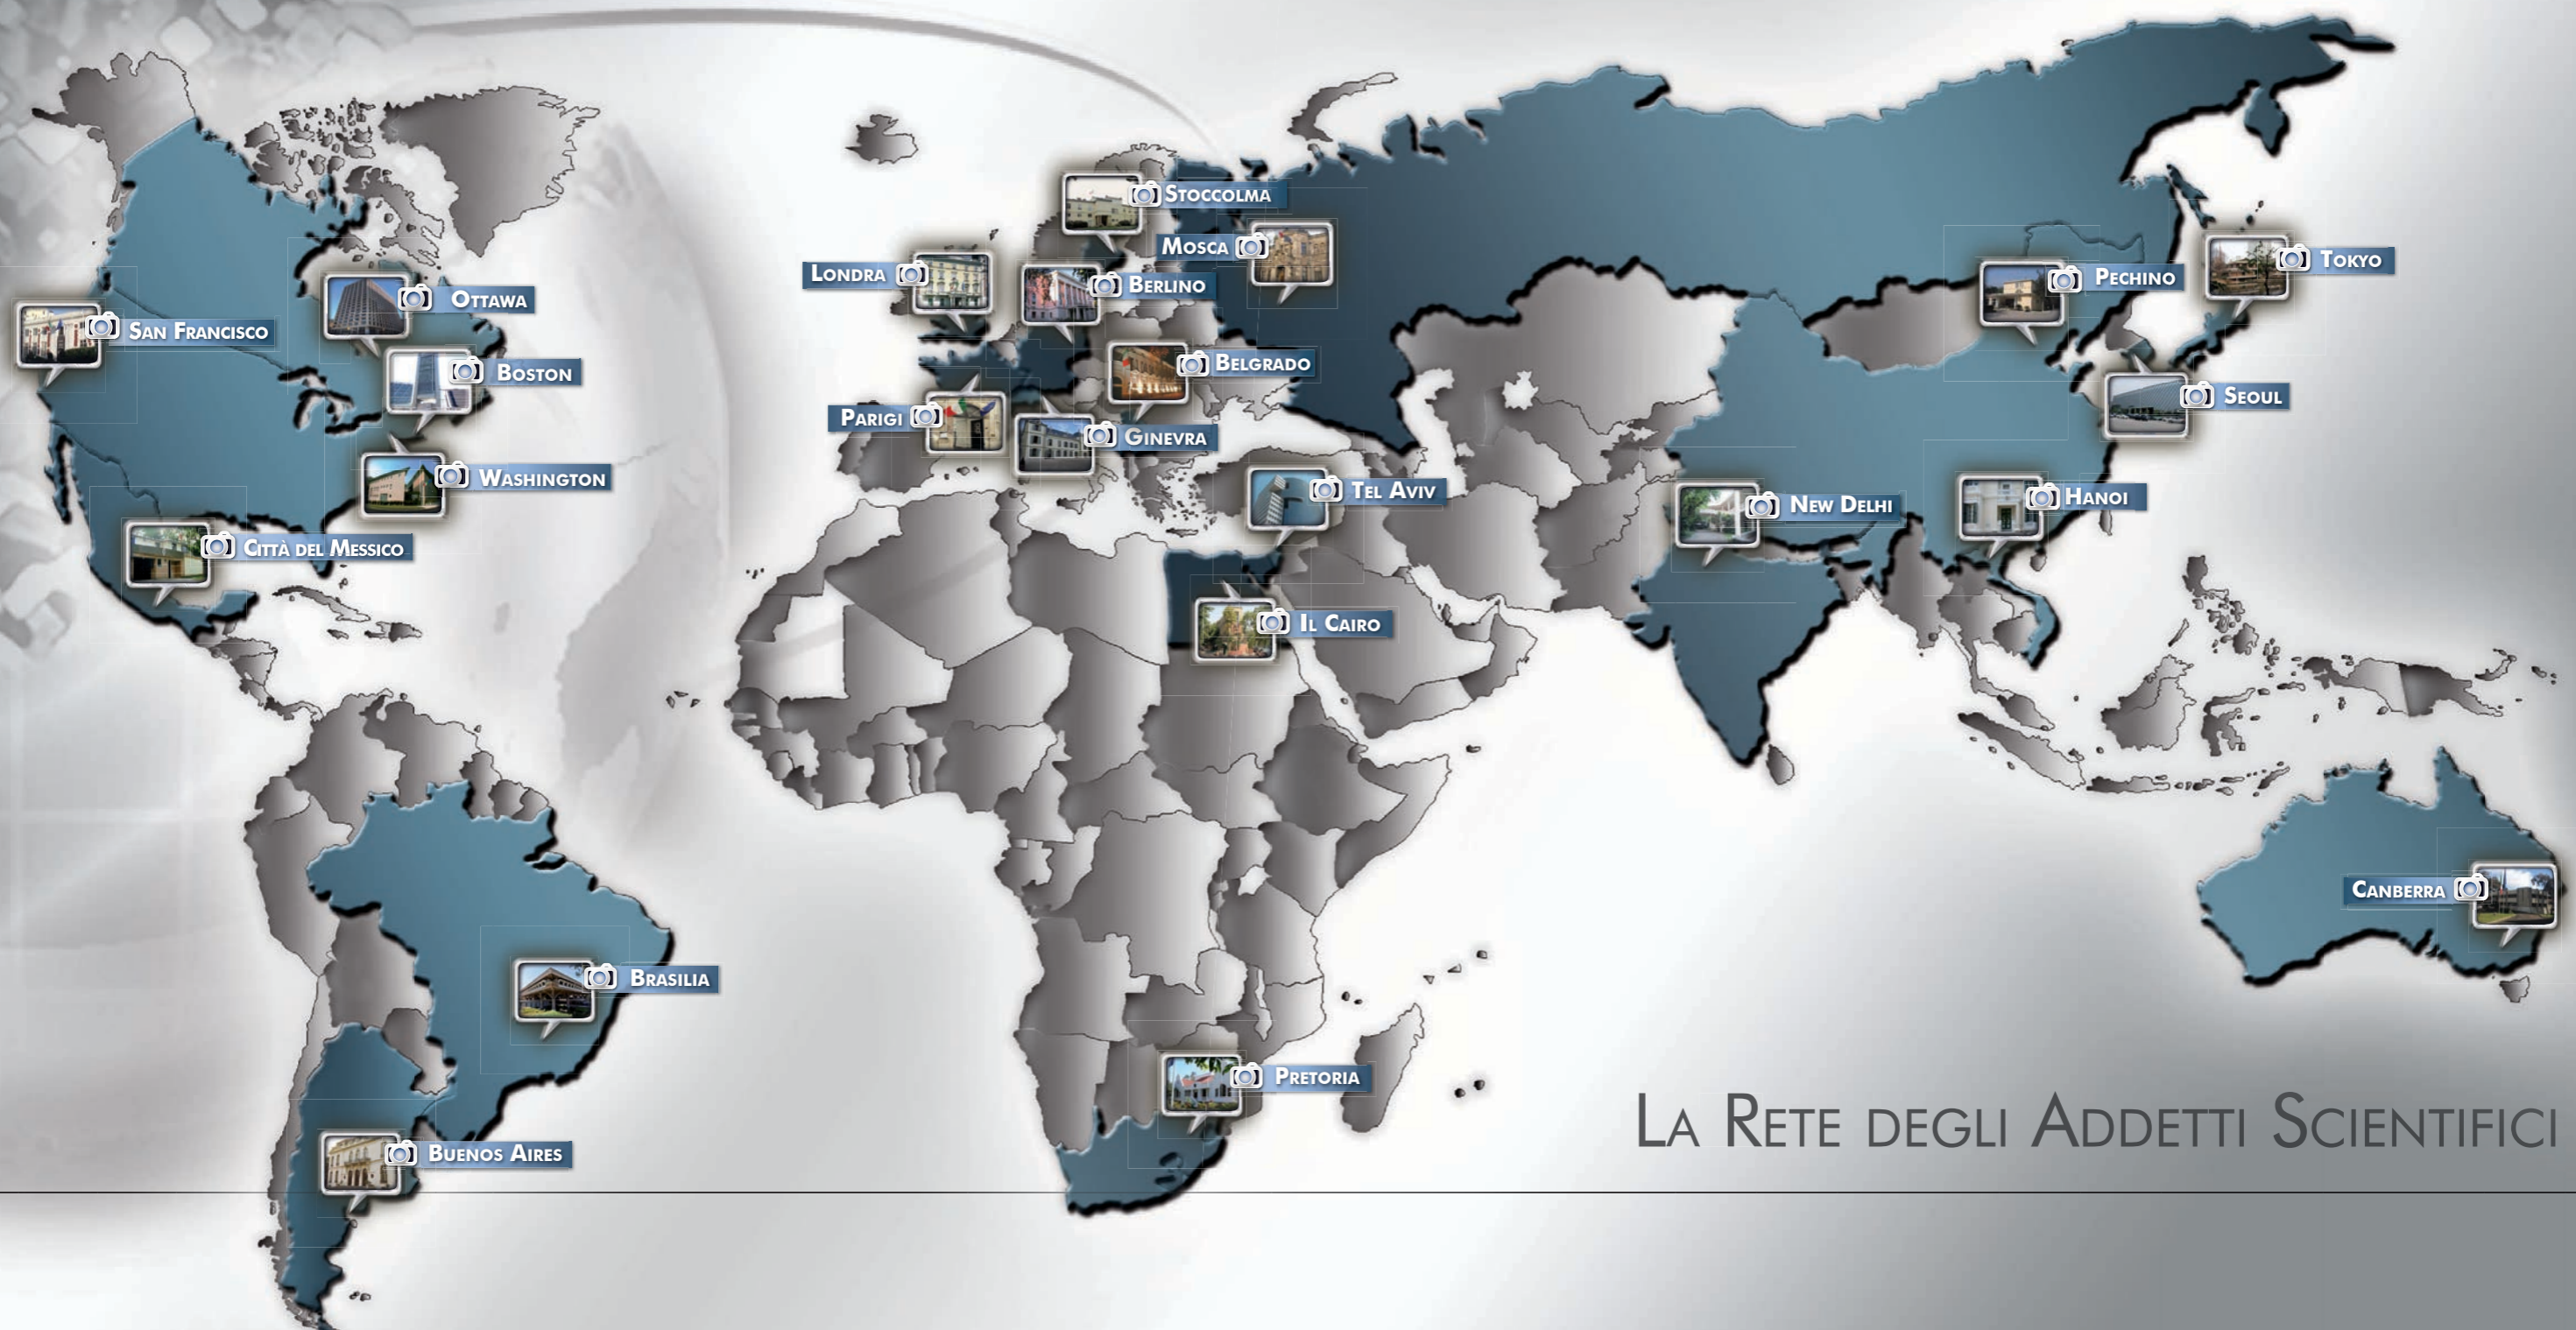 Stoccolma
Mosca
Londra
Berlino
Tokyo
Pechino
Ottawa
San Francisco
Boston
Belgrado
Seoul
Parigi
Ginevra
Washington
Tel Aviv
New Delhi
Hanoi
Città del Messico
Il Cairo
Canberra
Brasilia
Pretoria
La Rete degli Addetti Scientifici
Buenos Aires